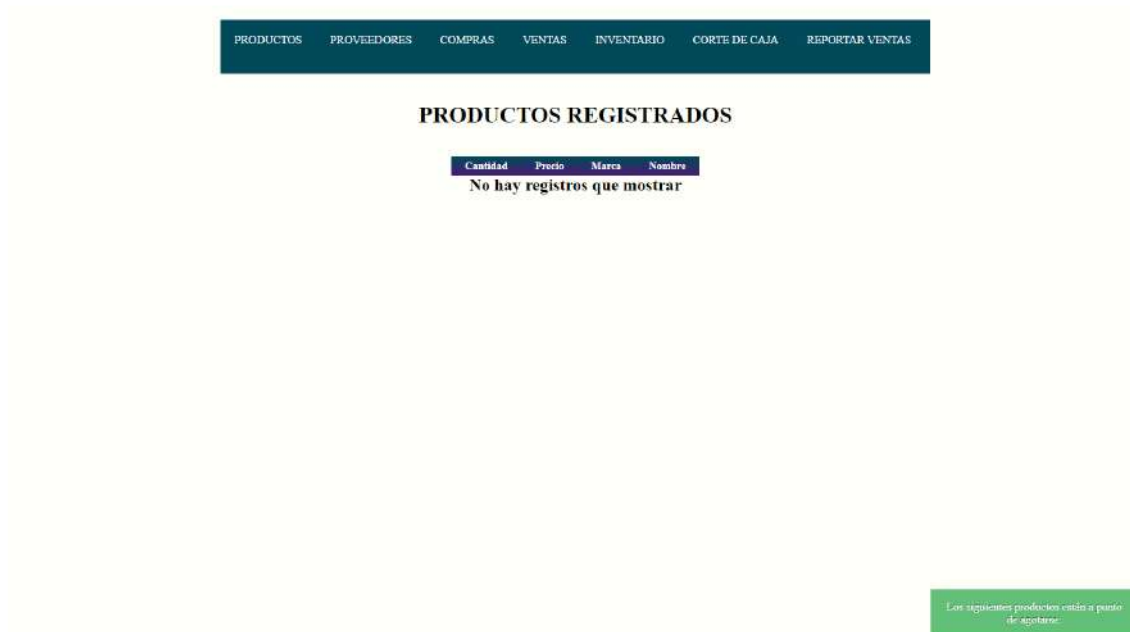 PRODUCTOS PROVEEDORES COMPRAS VENTAS INVENTARIO CORTE DE CAJA REPORTAR VENTAS
PRODUCTOS REGISTRADOS
Cantidad Precio Marca Nombre
No hay registros que mostrar
Los siguientes productos están a punto
de agotarse: